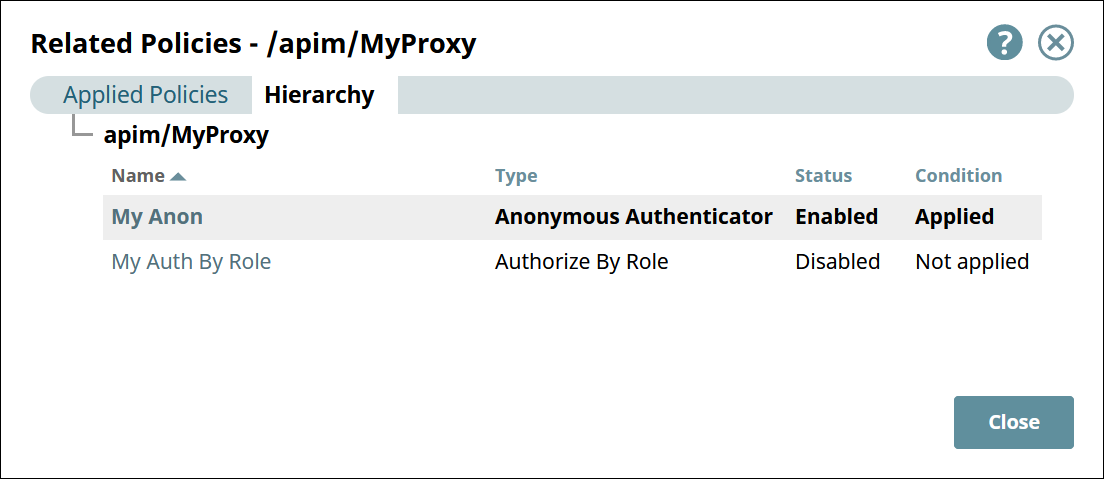 Related Policies - /apim/MyProxy ?
Applied Policies Hierarchy
apim/MyProxy
Name Type Status Condition
My Anon Anonymous Authenticator Enabled Applied
My Auth By Role Authorize By Role Disabled Not applied
Close